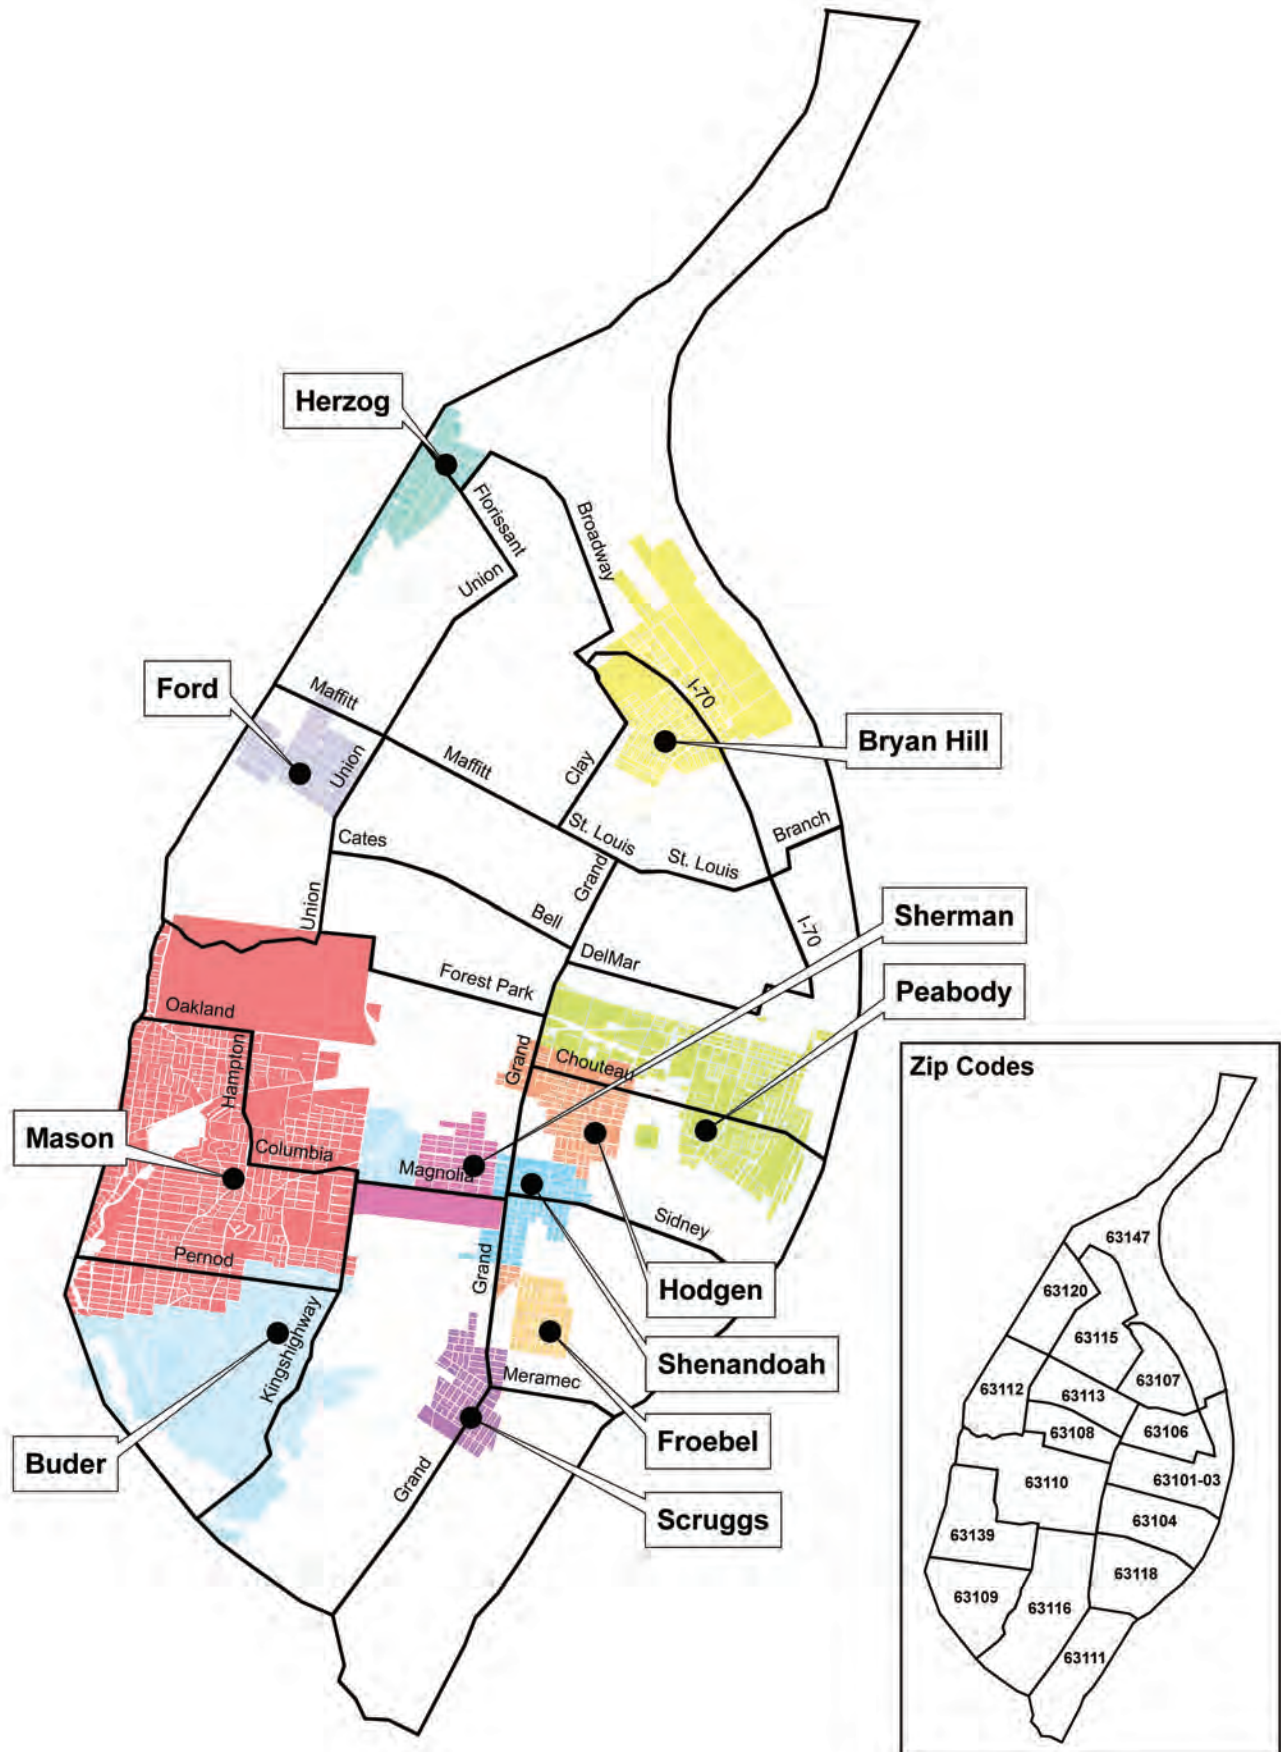 Herzog
Florissant
Broadway
Union
Ford
Maffitt
I-70
Union
Maffitt
Clay
Bryan Hill
Cates
St. Louis
Branch
St. Louis
Grand
Union
Bell
Sherman
I-70
DelMar
Forest Park
Peabody
Oakland
Grand
Chouteau
Hampton
Mason
Columbia
Magnolia
Sidney
Pernod
Grand
Hodgen
Kingshighway
Shenandoah
Meramec
Buder
Froebel
Grand
Scruggs
Zip Codes
63147
63120
63115
63107
63112
63113
63108
63106
63110
63101-03
63104
63139
63118
63109
63116
63111